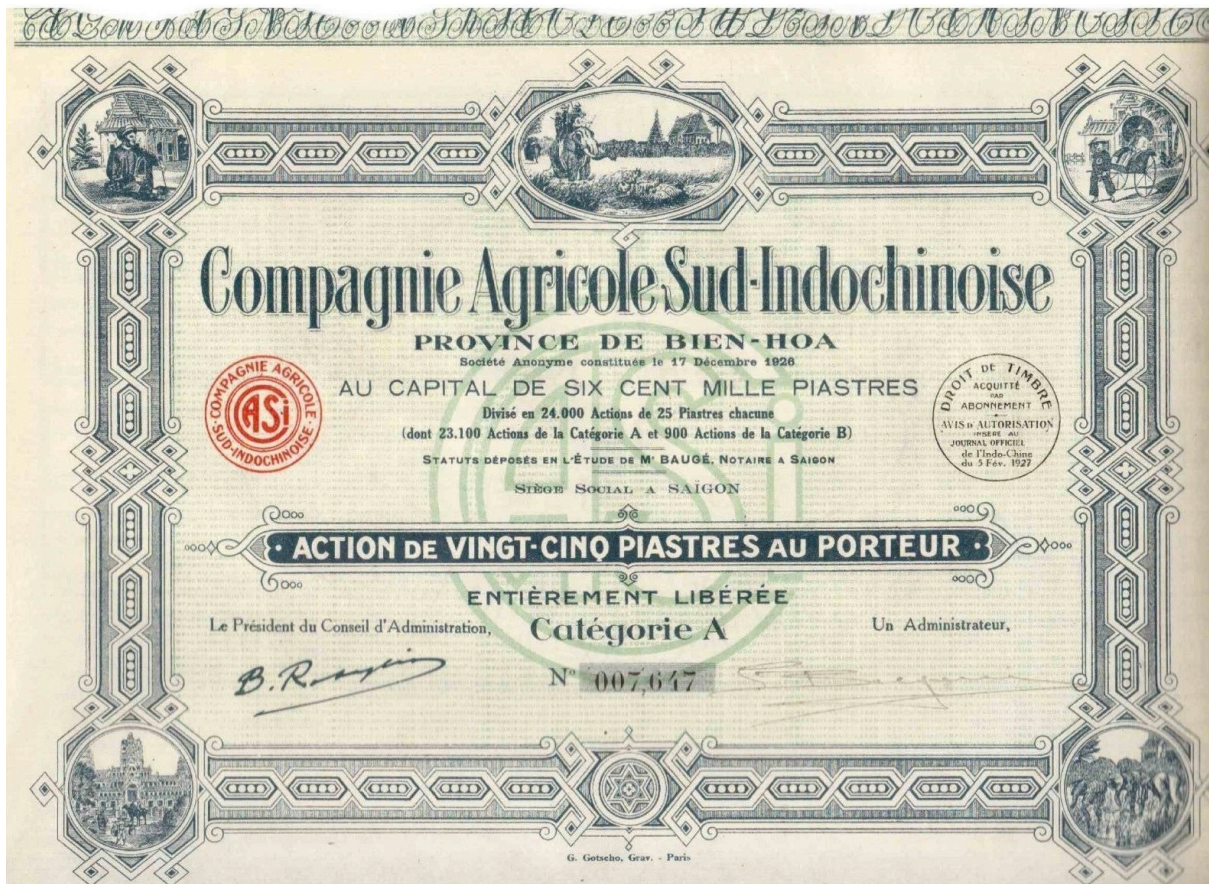 Compagnie Agricole Sud-Indochinoise
PROVINCE DE BIEN-HOA
Société Anonyme constituée le 17 Décembre 1926
AU CAPITAL DE SIX CENT MILLE PIASTRES
Divisé en 24.000 Actions de 25 Piastres chacune
(dont 23.100 Actions de la Catégorie A et 900 Actions de la Catégorie B)
STATUTS DÉPOSÉS EN L'ÉTUDE DE Mᵉ BAUGÉ, NOTAIRE A SAIGON
SIÈGE SOCIAL A SAÏGON
COMPAGNIE AGRICOLE
SUD-INDOCHINOISE
ASi
DROIT DE TIMBRE
ACQUITTÉ
PAR
ABONNEMENT
AVIS D'AUTORISATION
INSÉRÉ AU
JOURNAL OFFICIEL
de l'Indo-Chine
du 5 Fév. 1927
ACTION DE VINGT-CINQ PIASTRES AU PORTEUR
ENTIÈREMENT LIBÉRÉE
Le Président du Conseil d'Administration,
Catégorie A
Un Administrateur,
N° 007,647
G. Gotscho, Grav. - Paris